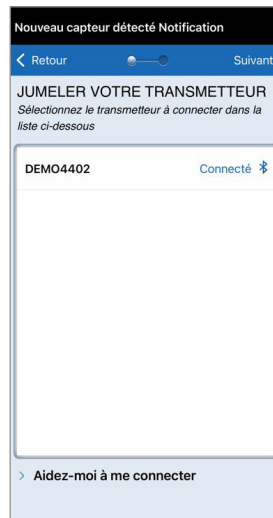 Nouveau capteur détecté Notification
Retour
Suivant
JUMELER VOTRE TRANSMETTEUR
Sélectionnez le transmetteur à connecter dans la
liste ci-dessous
DEMO4402
Connecté
Aidez-moi à me connecter